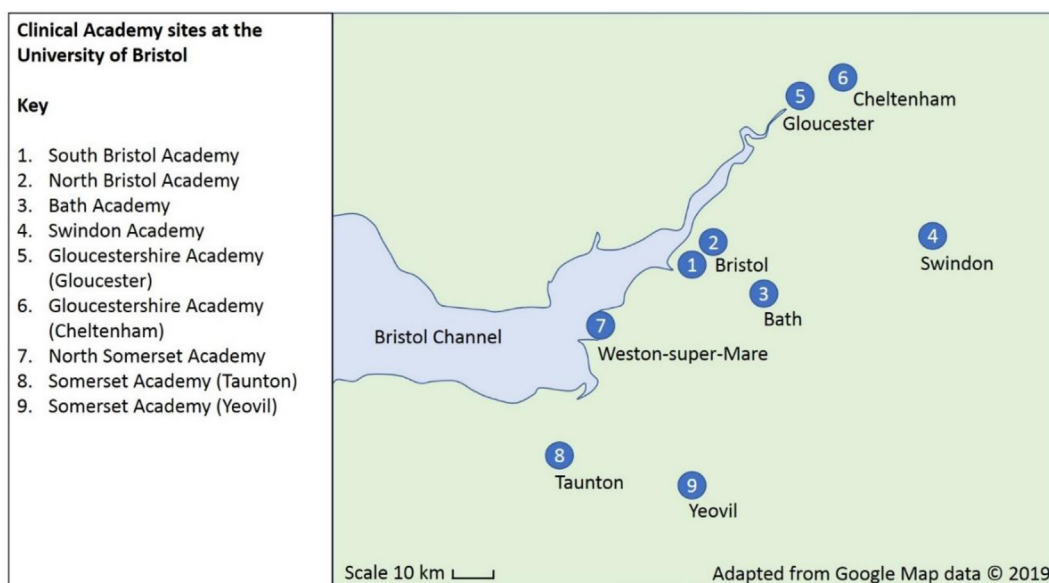 Clinical Academy sites at the
University of Bristol
Key
1. South Bristol Academy
2. North Bristol Academy
3. Bath Academy
4. Swindon Academy
5. Gloucestershire Academy
(Gloucester)
6. Gloucestershire Academy
(Cheltenham)
7. North Somerset Academy
8. Somerset Academy (Taunton)
9. Somerset Academy (Yeovil)
6
Cheltenham
5
Gloucester
2
Bristol
1
4
Swindon
3
Bath
Bristol Channel
7
Weston-super-Mare
8
Taunton
9
Yeovil
Scale 10 km
Adapted from Google Map data © 2019